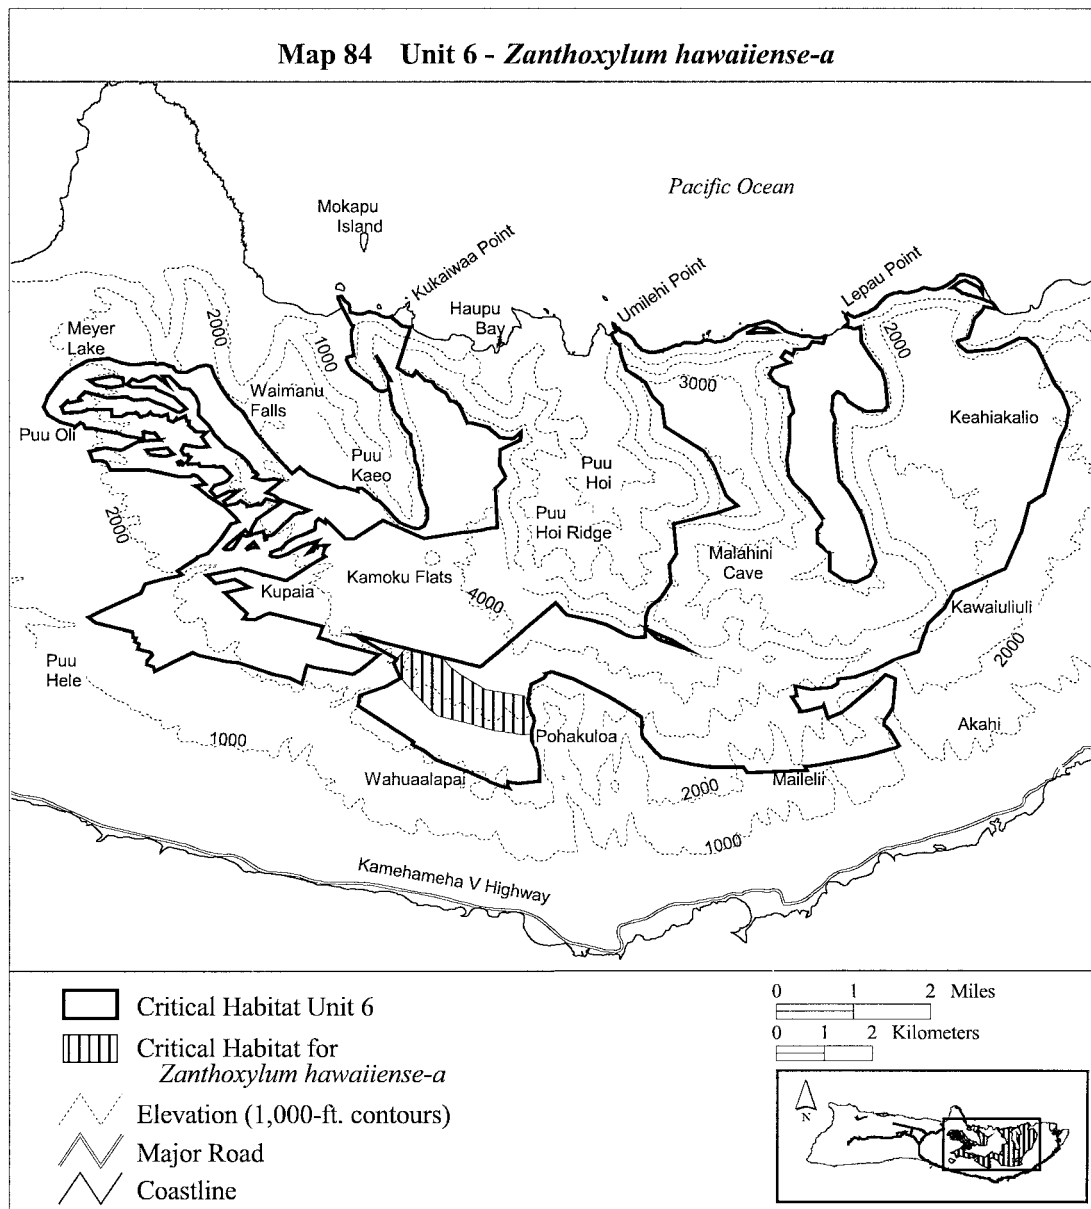 Map 84 Unit 6 - Zanthoxylum hawaiiense-a
Pacific Ocean
Mokapu
Island
Kukaiwaa Point
Umilehi Point
Lepau Point
Haupu
Bay
Meyer
Lake
2000
1000
2000
3000
Waimanu
Falls
Keahiakalio
Puu Oli
Puu
Kaeo
Puu
Hoi
2000
Puu
Hoi Ridge
Malahini
Cave
Kupaia
Kamoku Flats
4000
Kawaiuliuli
2000
Puu
Hele
1000
Pohakuloa
Akahi
Wahuaalapai
Mailelii
2000
1000
Kamehameha V Highway
Critical Habitat Unit 6
Critical Habitat for
Zanthoxylum hawaiiense-a
Elevation (1,000-ft. contours)
Major Road
Coastline
0 1 2 Miles
0 1 2 Kilometers
N